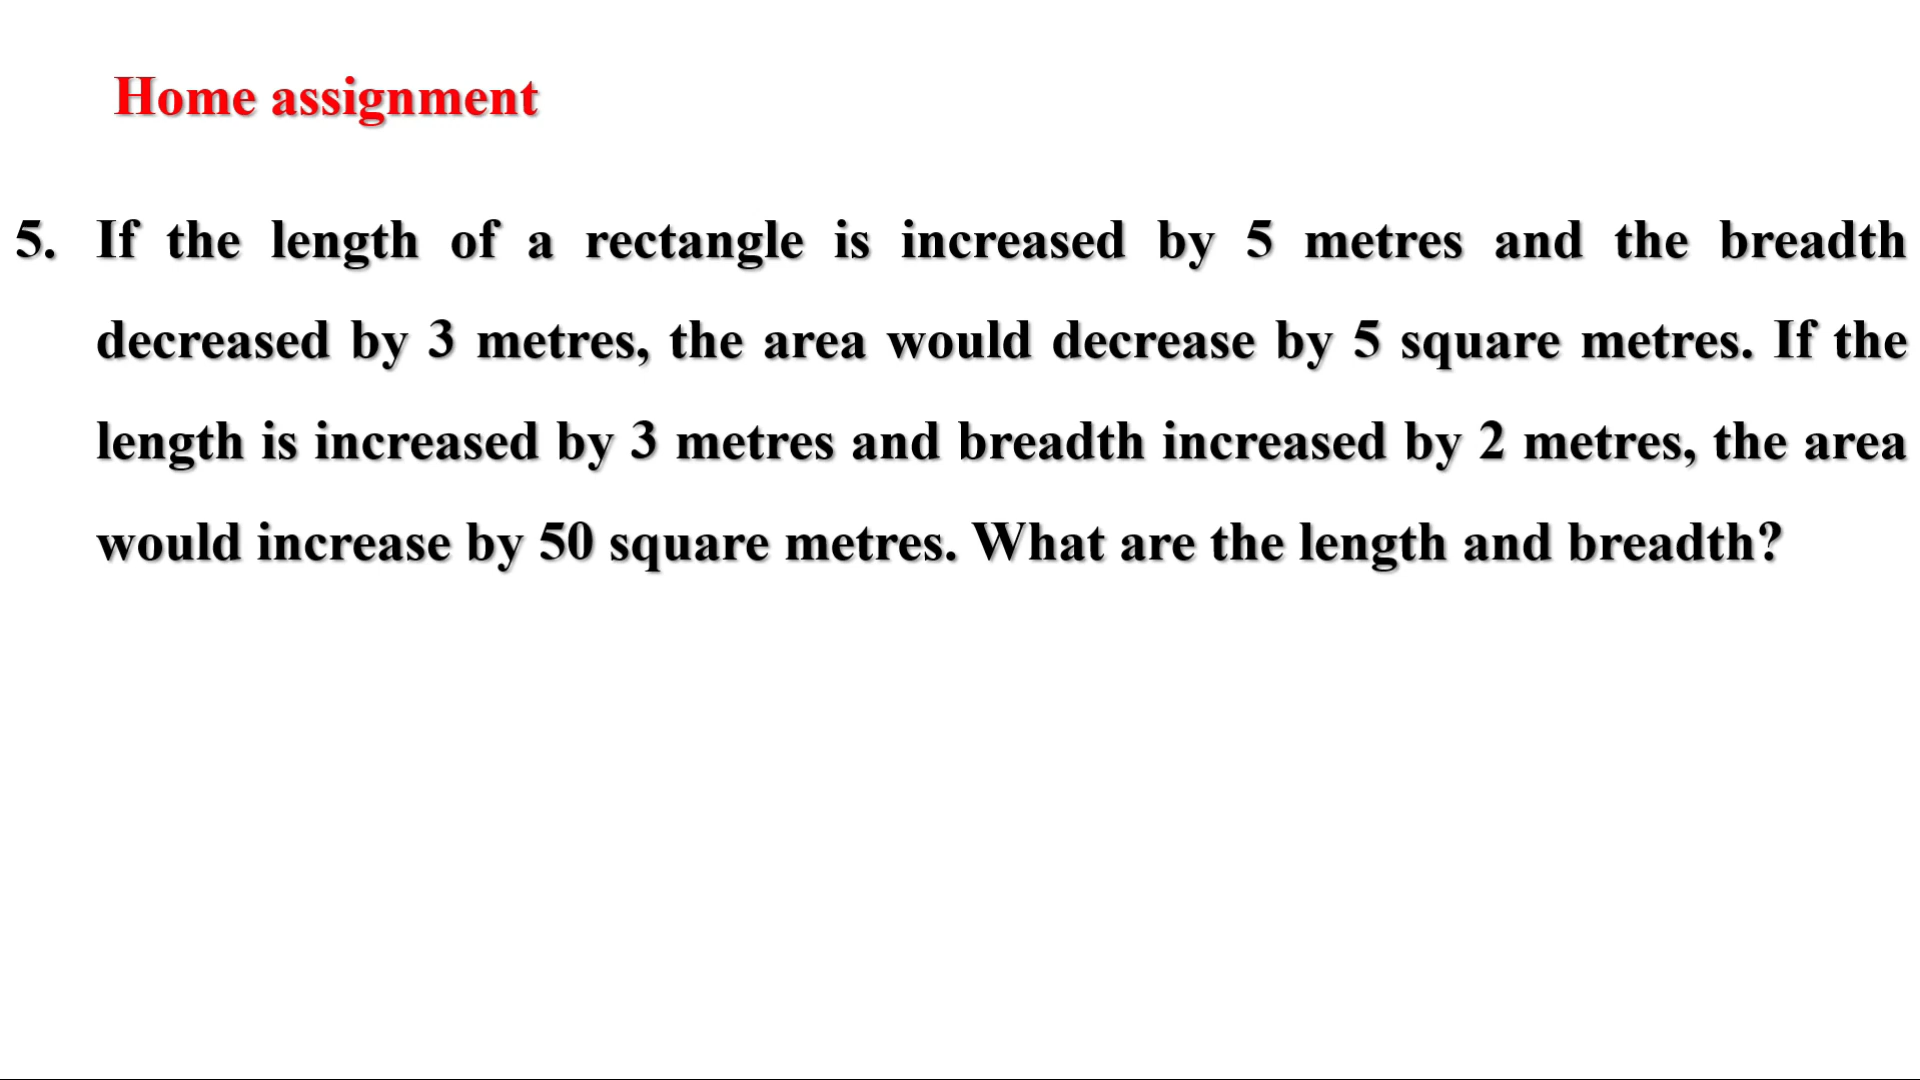 Home assignment
5. If the length of a rectangle is increased by 5 metres and the breadth
decreased by 3 metres, the area would decrease by 5 square metres. If the
length is increased by 3 metres and breadth increased by 2 metres, the area
would increase by 50 square metres. What are the length and breadth?